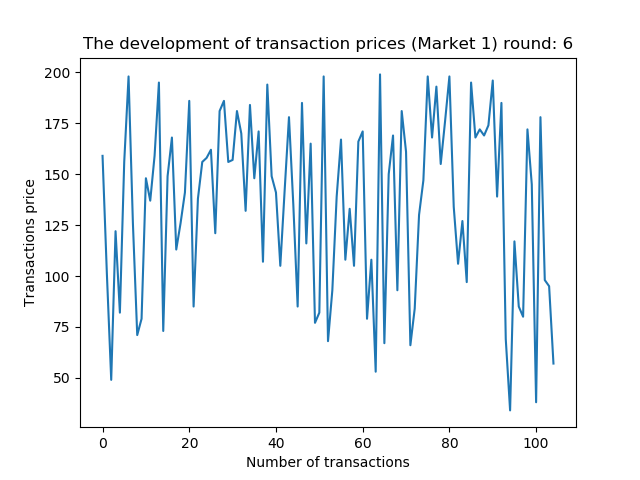 The development of transaction prices (Market 1) round: 6
Transactions price
200
175
150
125
100
75
50
0 20 40 60 80 100
Number of transactions